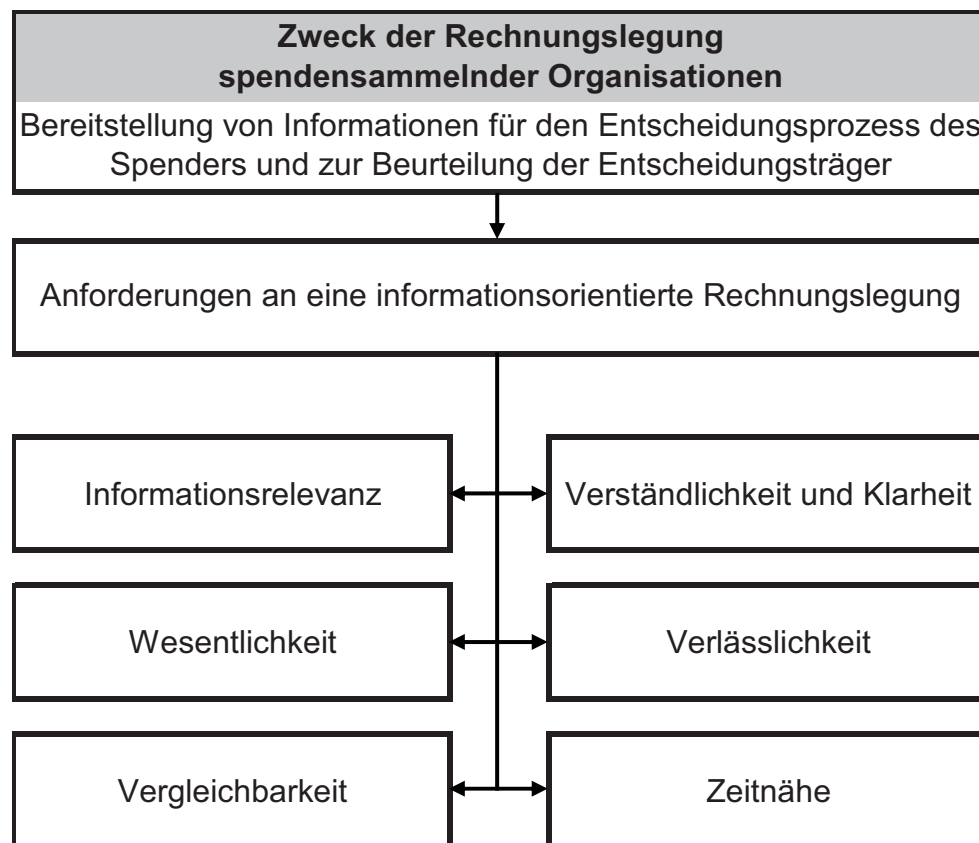 Zweck der Rechnungslegung
spendensammelnder Organisationen
Bereitstellung von Informationen für den Entscheidungsprozess des
Spenders und zur Beurteilung der Entscheidungsträger
Anforderungen an eine informationsorientierte Rechnungslegung
Informationsrelevanz
Verständlichkeit und Klarheit
Wesentlichkeit
Verlässlichkeit
Vergleichbarkeit
Zeitnähe